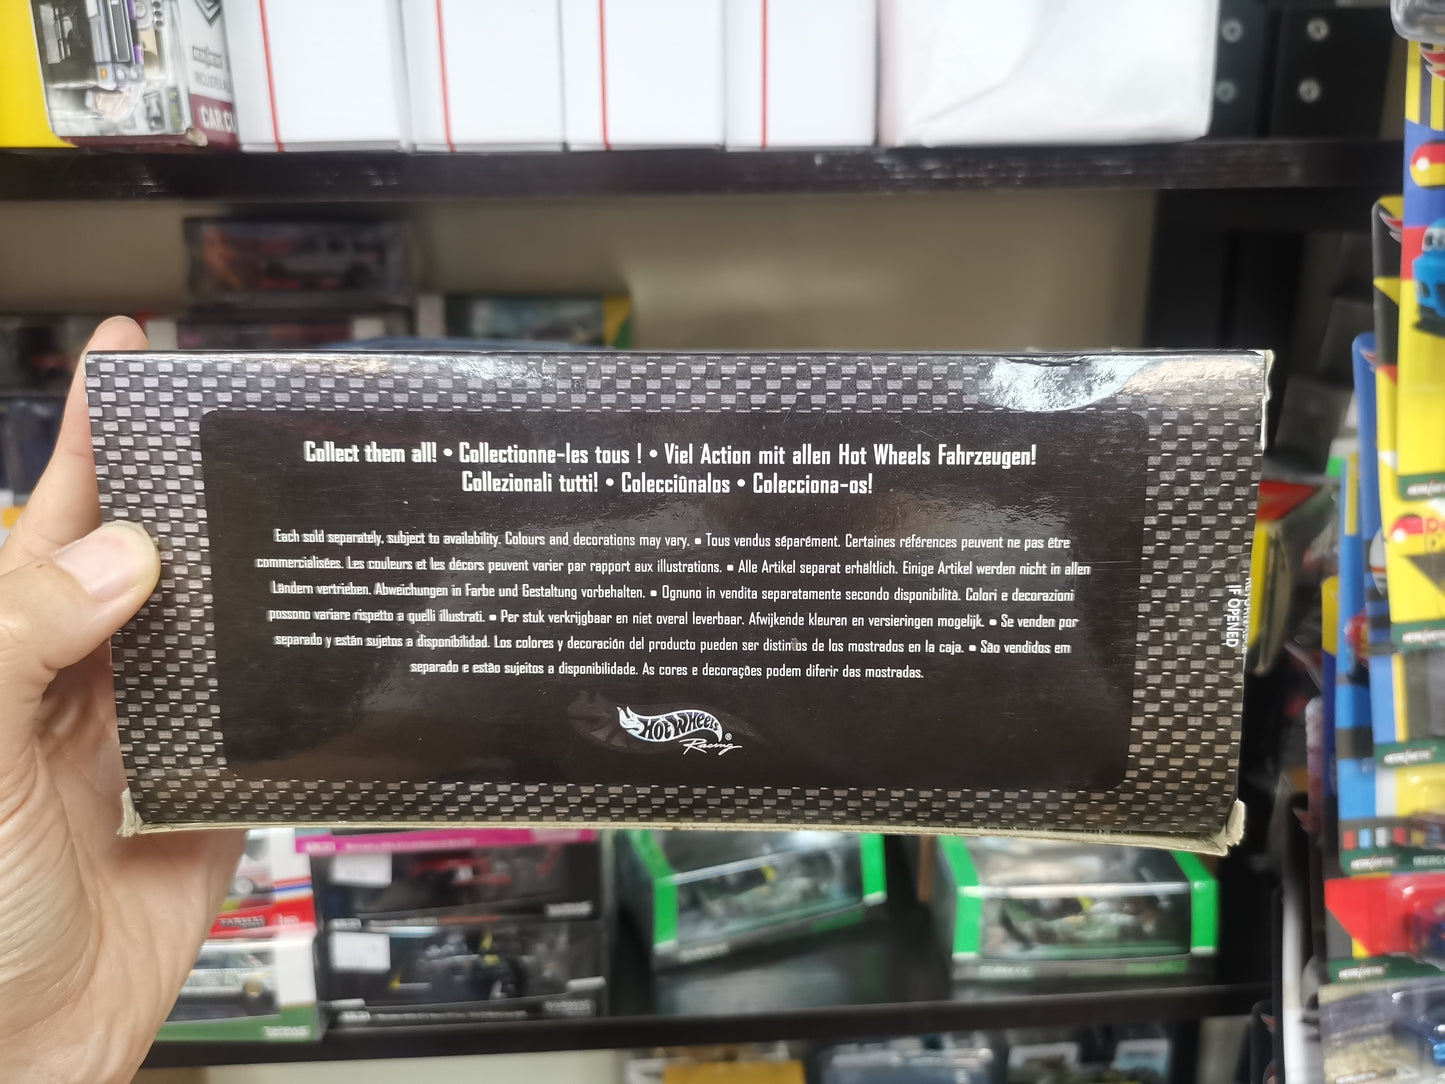 CAR CU
Collect them all! • Collectionne-les tous ! • Viel Action mit allen Hot Wheels Fahrzeugen!
Collezionali tutti! • Colecciûnalos • Colecciona-os!
Each sold separately, subject to availability. Colours and decorations may vary. • Tous vendus séparément. Certaines références peuvent ne pas être
commercialisées. Les couleurs et les décors peuvent varier par rapport aux illustrations. • Alle Artikel separat erhältlich. Einige Artikel werden nicht in allen
Ländern vertrieben. Abweichungen in Farbe und Gestaltung vorbehalten. • Ognuno in vendita separatamente secondo disponibilità. Colori e decorazioni
possono variare rispetto a quelli illustrati. • Per stuk verkrijgbaar en niet overal leverbaar. Afwijkende kleuren en versieringen mogelijk. • Se venden por
separado y están sujetos a disponibilidad. Los colores y decoración del producto pueden ser distintos de los mostrados en la caja. • São vendidos em
separado e estão sujeitos a disponibilidade. As cores e decorações podem diferir das mostradas.
Hot Wheels®
Racing
IF OPENED